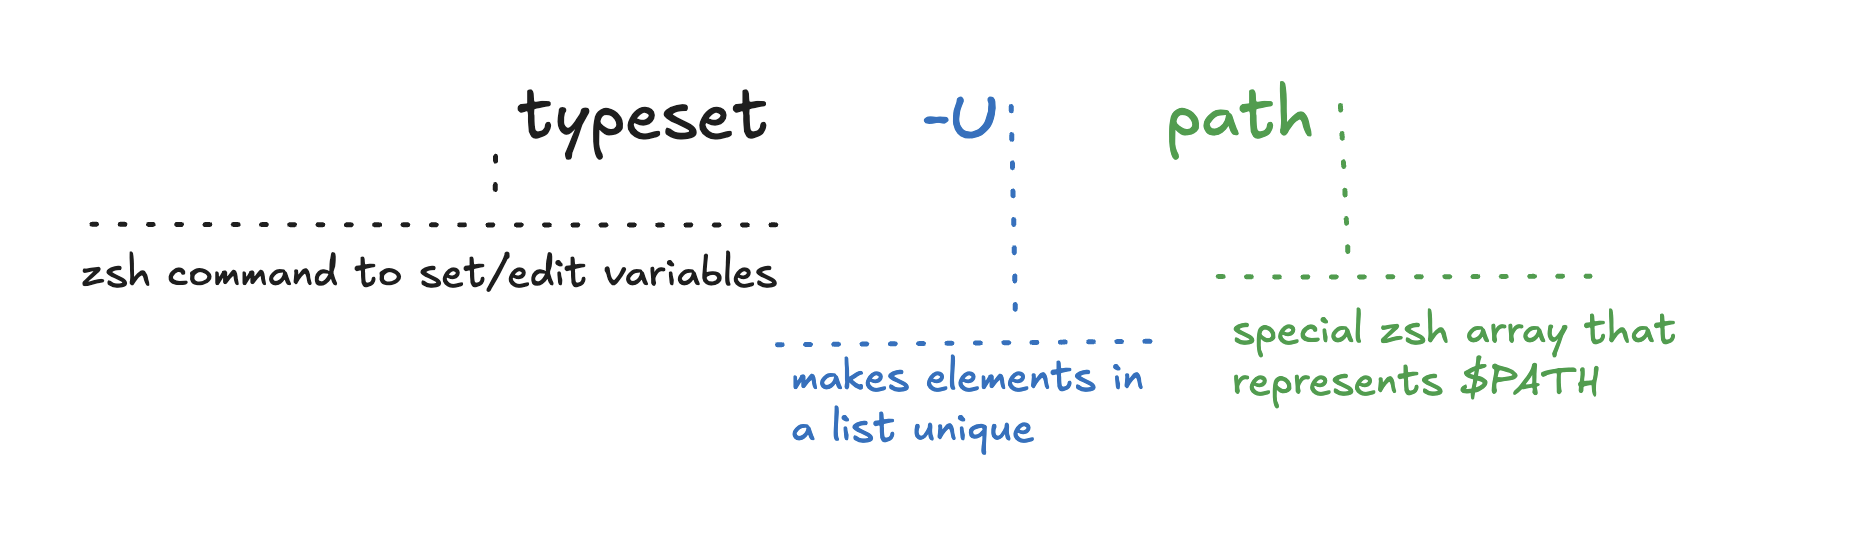 typeset -U path
zsh command to set/edit variables
makes elements in
a list unique
special zsh array that
represents $PATH